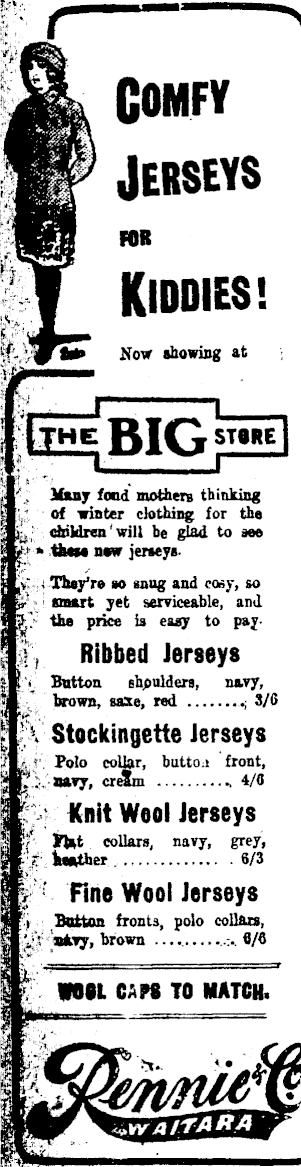 COMFY
JERSEYS
FOR
KIDDIES!
Now showing at
THE BIG STORE
Many fond mothers thinking
of winter clothing for the
children will be glad to see
these new jerseys.
They're so snug and cosy, so
smart yet serviceable, and
the price is easy to pay.
Ribbed Jerseys
Button shoulders, navy,
brown, saxe, red ........; 3/6
Stockingette Jerseys
Polo collar, button front,
navy, cream .......... 4/6
Knit Wool Jerseys
Flat collars, navy, grey,
heather .............. 6/3
Fine Wool Jerseys
Button fronts, polo collars,
navy, brown ........... 6/6
WOOL CAPS TO MATCH.
Rennie & Co
WAITARA